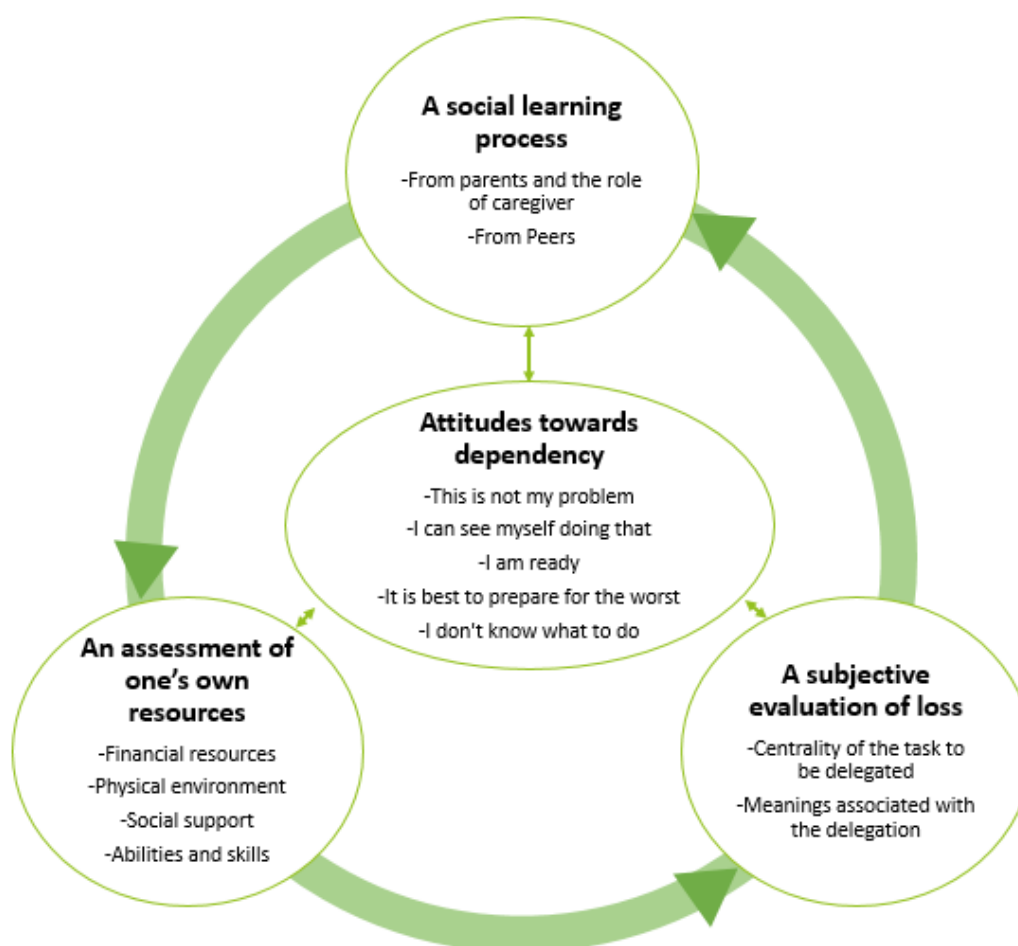 A social learning
process
-From parents and the role
of caregiver
-From Peers
Attitudes towards
dependency
-This is not my problem
-I can see myself doing that
-I am ready
-It is best to prepare for the worst
-I don't know what to do
An assessment of
one’s own
resources
-Financial resources
-Physical environment
-Social support
-Abilities and skills
A subjective
evaluation of loss
-Centrality of the task to
be delegated
-Meanings associated with
the delegation